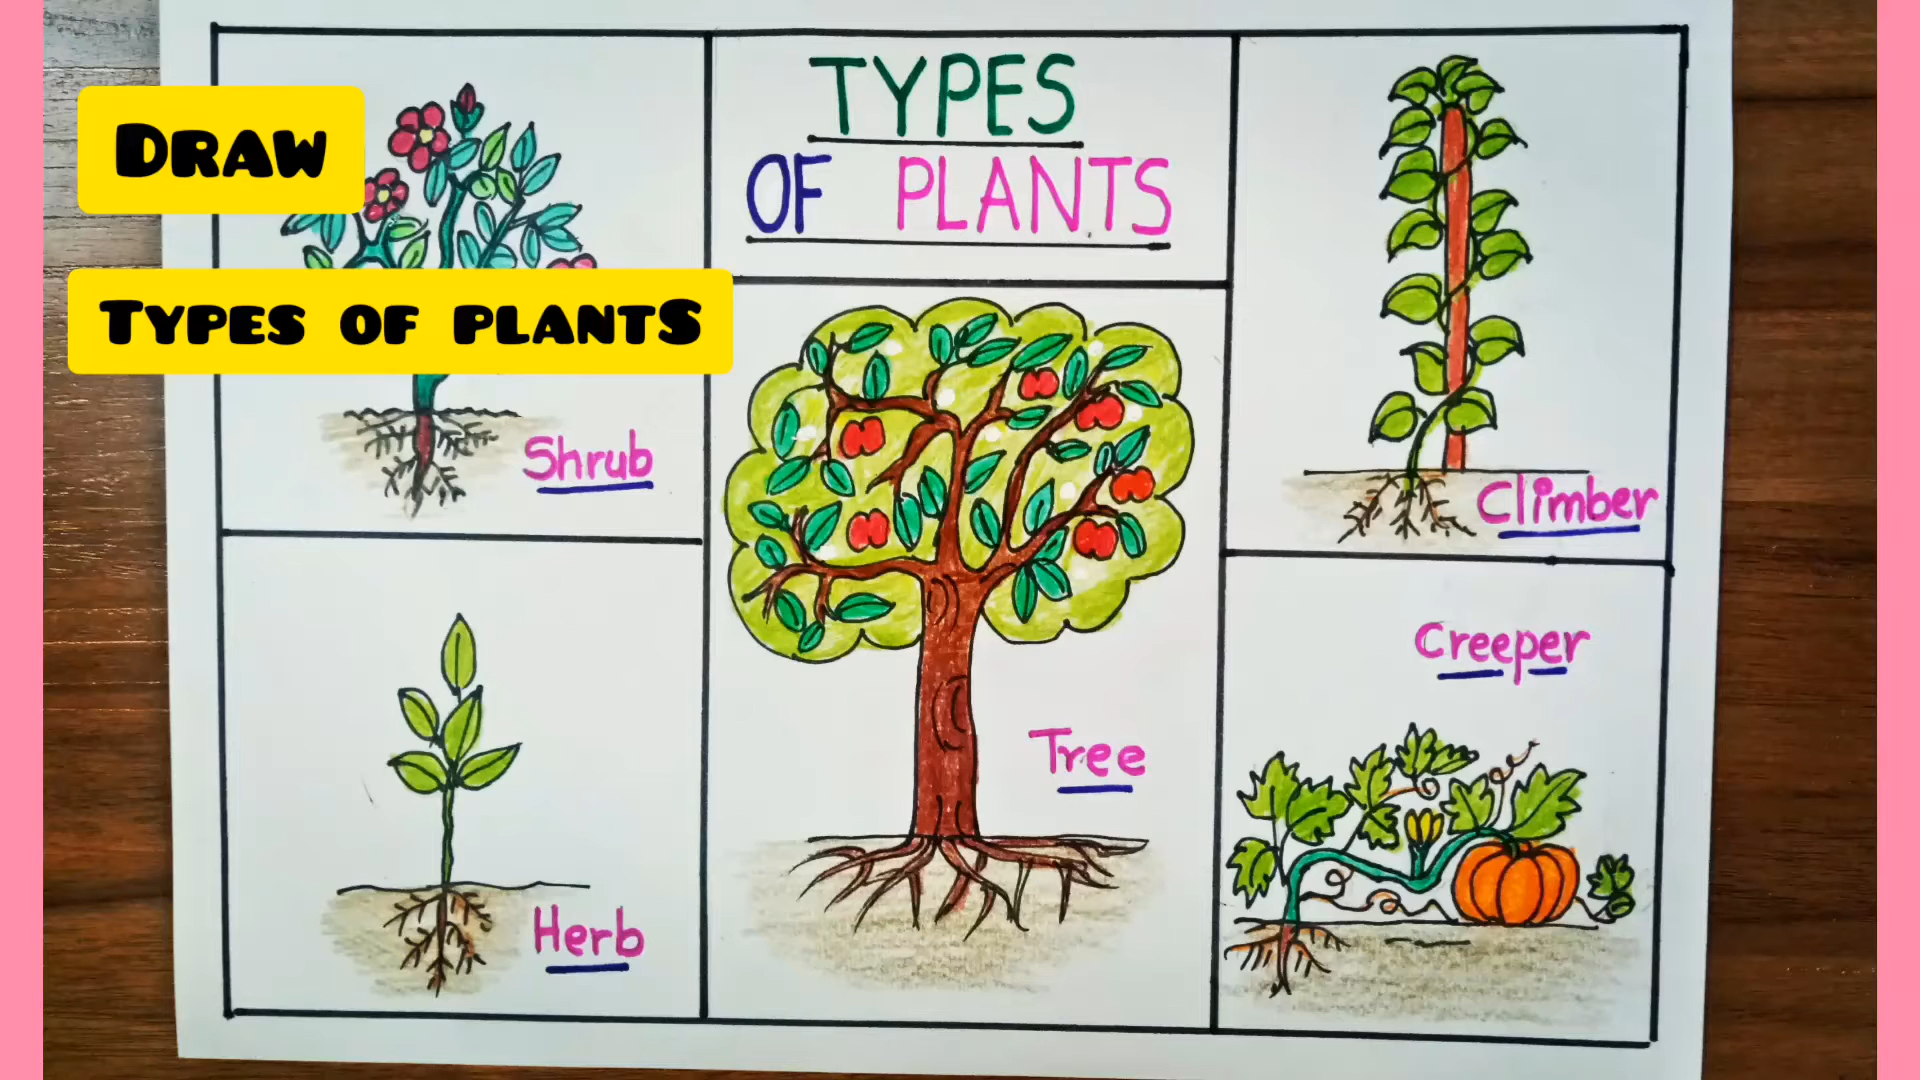 DRAW
TYPES OF PLANTS
TYPES
OF PLANTS
Shrub
Climber
Herb
Tree
Creeper